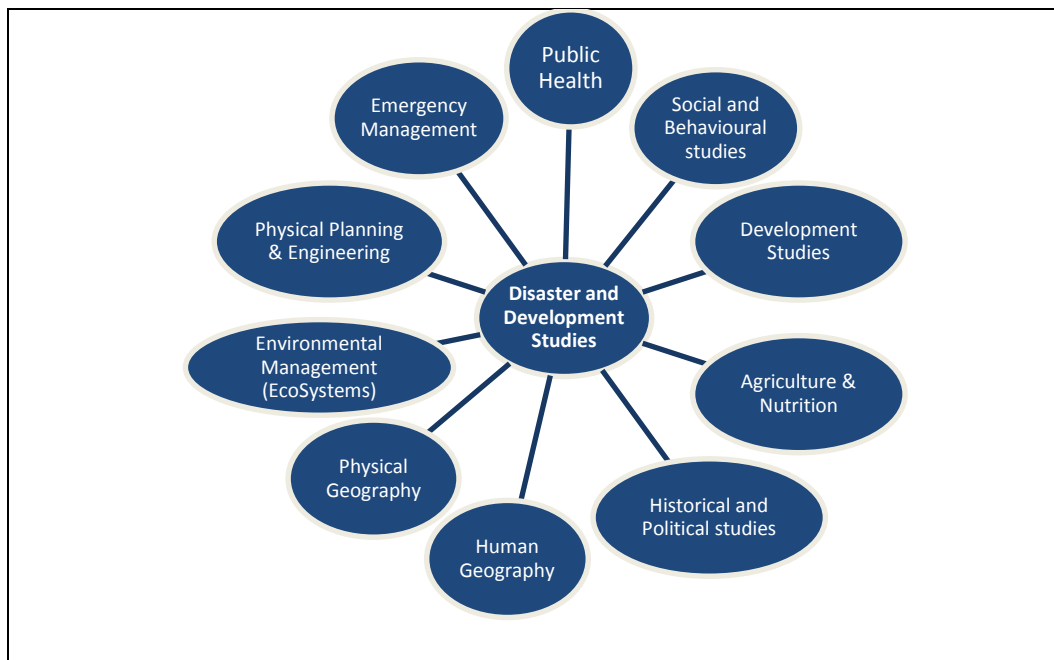 Public
Health
Emergency
Management
Social and
Behavioural
studies
Physical Planning
& Engineering
Development
Studies
Disaster and
Development
Studies
Environmental
Management
(EcoSystems)
Agriculture &
Nutrition
Physical
Geography
Historical and
Political studies
Human
Geography